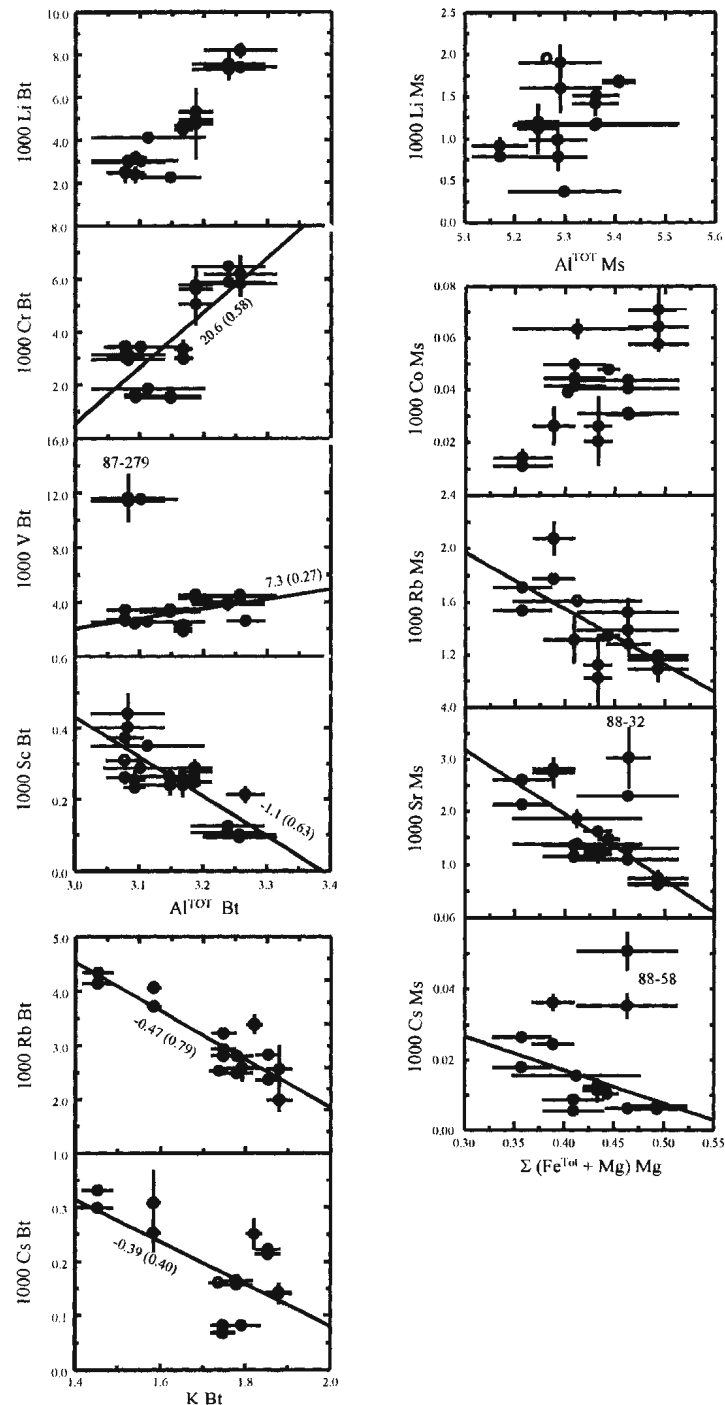 10.0
8.0
6.0
4.0
2.0
1000 Li Bt
8.0
6.0
4.0
2.0
1000 Cr Bt
20.6 (0.58)
16.0
87-279
12.0
8.0
4.0
1000 V Bt
7.3 (0.27)
0.6
0.4
0.2
0.0
1000 Sc Bt
-1.1 (0.63)
3.0 3.1 3.2 3.3 3.4
Al^TOT Bt
5.0
4.0
3.0
2.0
1.0
1000 Rb Bt
-0.47 (0.79)
0.3
0.2
0.1
0.0
1000 Cs Bt
-0.39 (0.40)
1.4 1.6 1.8 2.0
K Bt
2.5
2.0
1.5
1.0
0.5
0.0
1000 Li Ms
5.1 5.2 5.3 5.4 5.5 5.6
Al^TOT Ms
0.08
0.06
0.04
0.02
1000 Co Ms
2.4
2.0
1.6
1.2
1000 Rb Ms
4.0
88-32
3.0
2.0
1.0
1000 Sr Ms
0.06
88-58
0.04
0.02
0.00
1000 Cs Ms
0.30 0.35 0.40 0.45 0.50 0.55
Σ (Fe^Tot + Mg) Mg